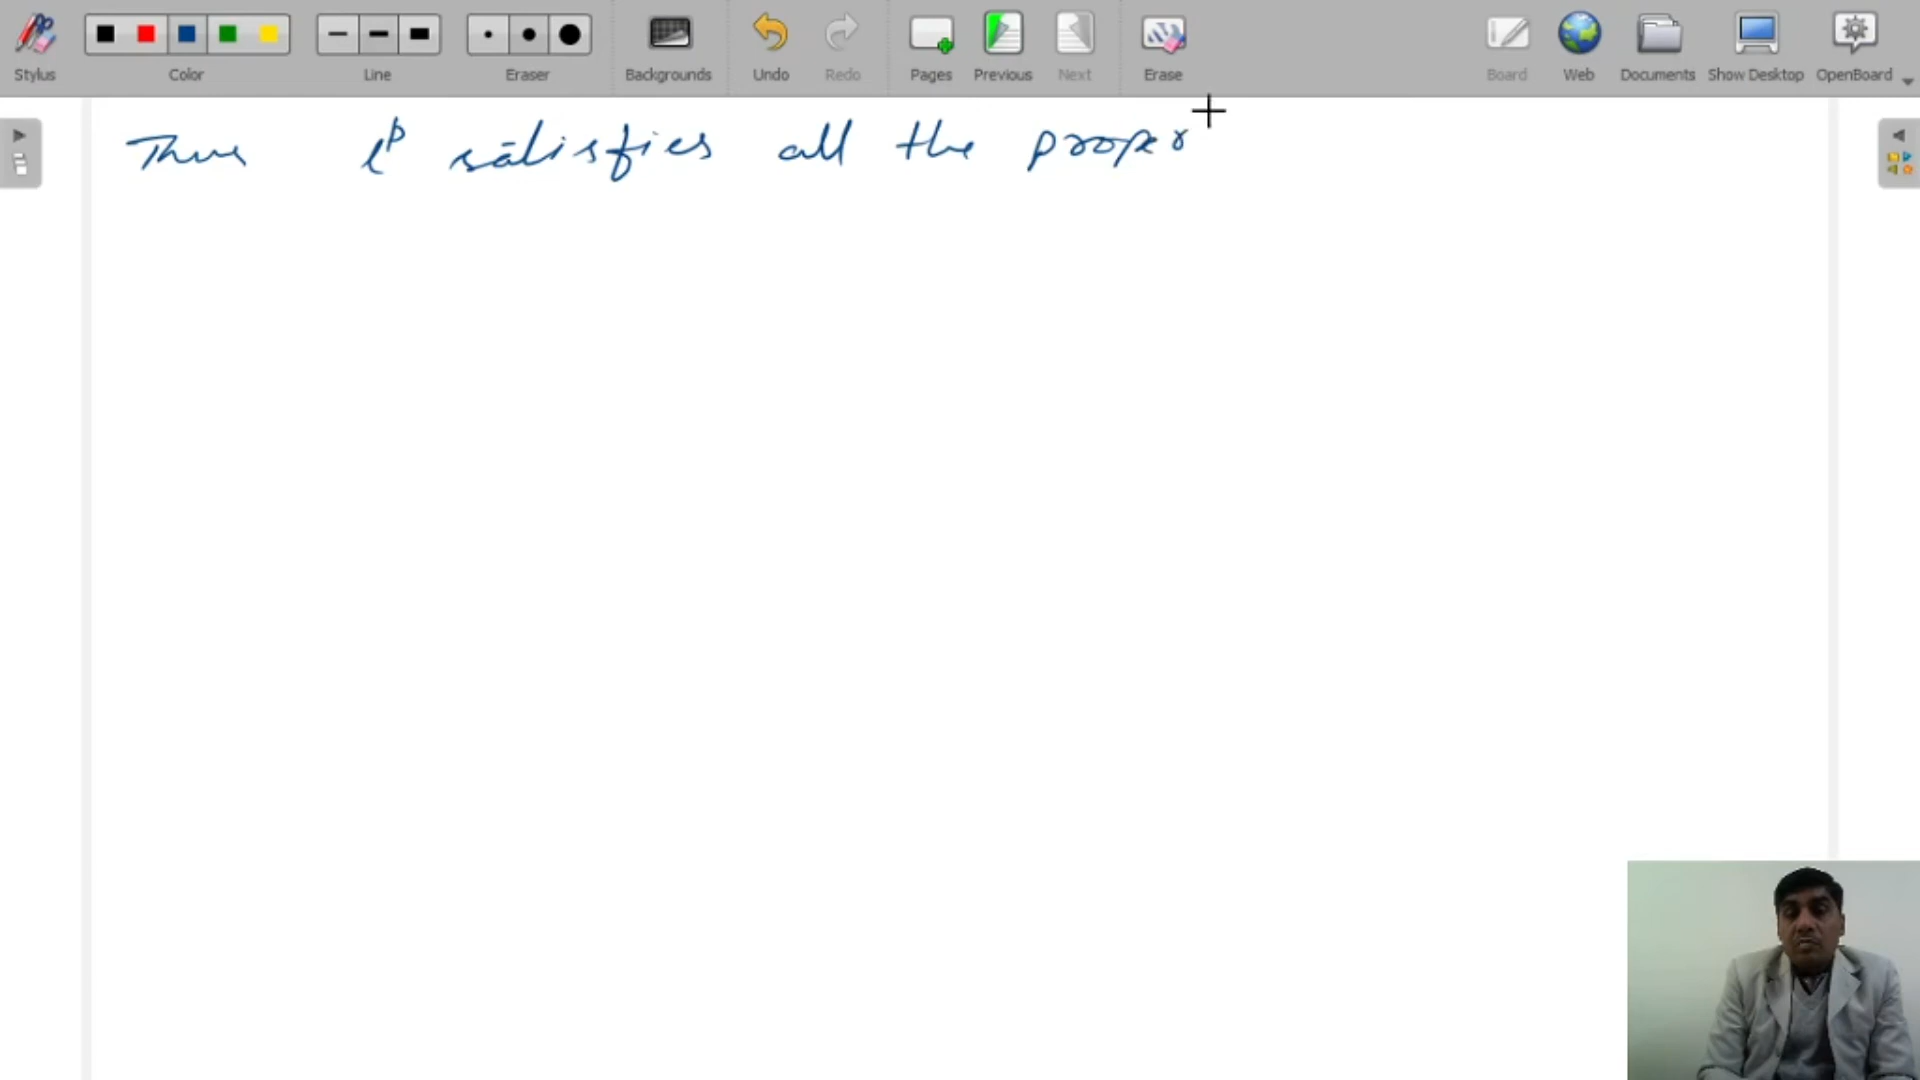 Stylus Color Line Eraser Backgrounds Undo Redo Pages Previous Next Erase Board Web Documents Show Desktop OpenBoard
Thus l^p satisfies all the proper